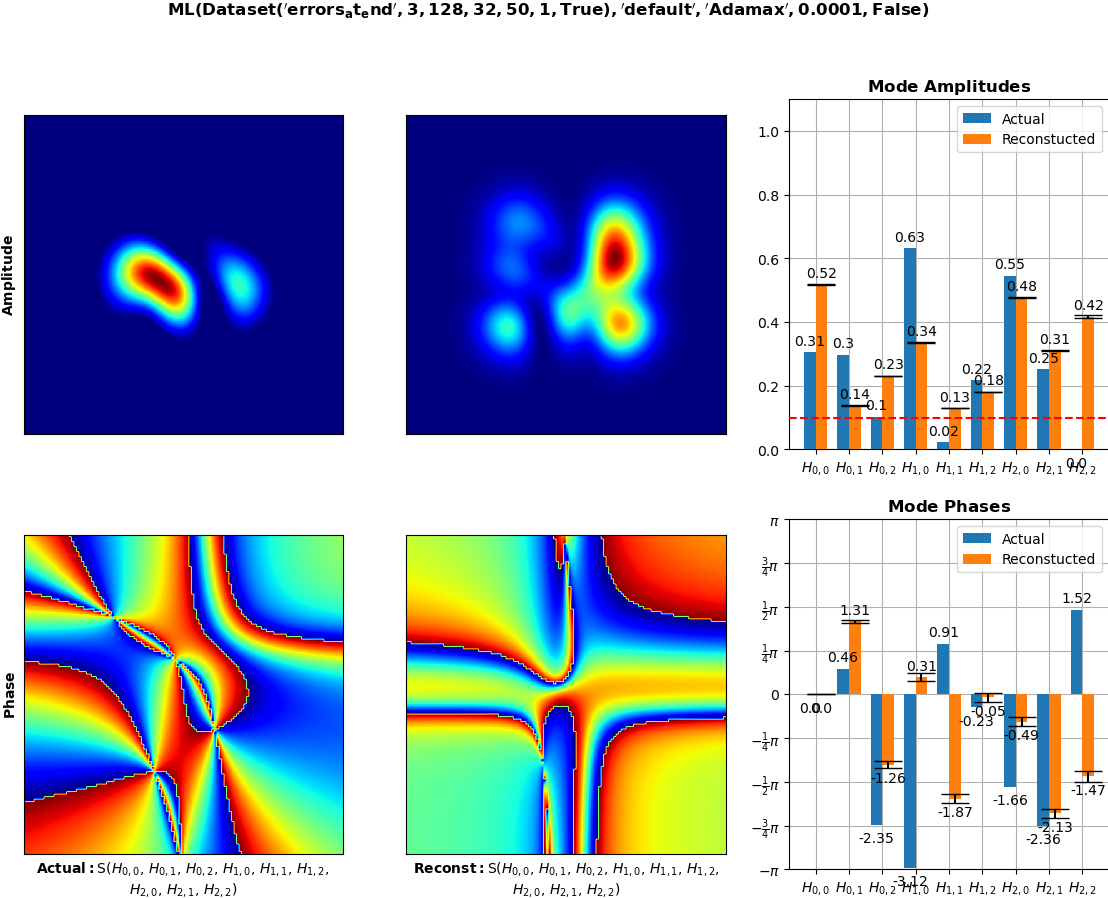 ML(Dataset('errorsₐtₑnd', 3, 128, 32, 50, 1, True), 'default', 'Adamax', 0.0001, False)
Amplitude
Mode Amplitudes
Actual
Reconstucted
1.0
0.8
0.6
0.4
0.2
0.0
0.31
0.52
0.3
0.14
0.1
0.23
0.63
0.34
0.02
0.13
0.22
0.18
0.55
0.48
0.25
0.31
0.0
0.42
H₀,₀ H₀,₁ H₀,₂ H₁,₀ H₁,₁ H₁,₂ H₂,₀ H₂,₁ H₂,₂
Phase
Mode Phases
Actual
Reconstucted
π
¾π
½π
¼π
0
−¼π
−½π
−¾π
−π
0.0
0.0
0.46
1.31
-2.35
-1.26
-3.12
0.31
0.91
-1.87
-0.23
-0.05
-1.66
-0.49
-2.36
-2.13
1.52
-1.47
H₀,₀ H₀,₁ H₀,₂ H₁,₀ H₁,₁ H₁,₂ H₂,₀ H₂,₁ H₂,₂
Actual: S(H₀,₀, H₀,₁, H₀,₂, H₁,₀, H₁,₁, H₁,₂,
H₂,₀, H₂,₁, H₂,₂)
Reconst: S(H₀,₀, H₀,₁, H₀,₂, H₁,₀, H₁,₁, H₁,₂,
H₂,₀, H₂,₁, H₂,₂)